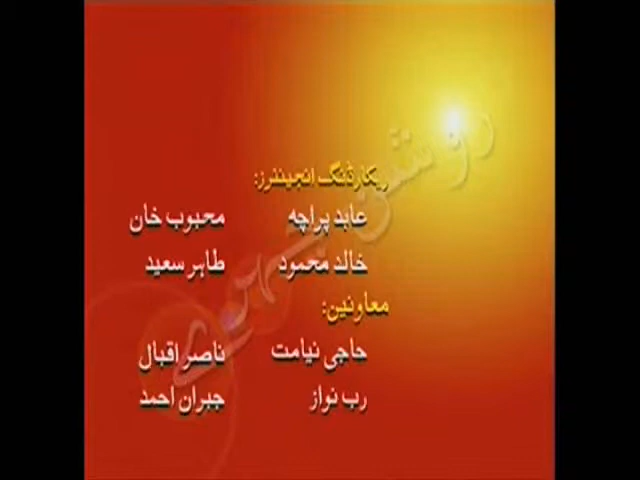 ریکارڈنگ انجینئرز:
عابد پراچہ محبوب خان
خالد محمود طاہر سعید
معاونین:
حاجی نیامت ناصر اقبال
رب نواز جبران احمد
روشن